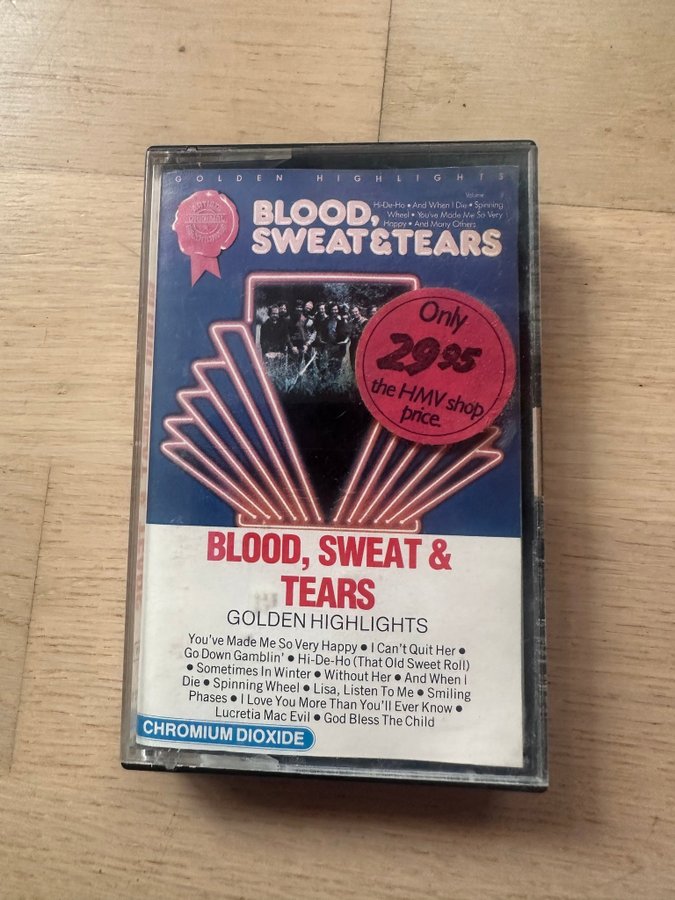 GOLDEN HIGHLIGHTS
Volume
Hi-De-Ho • And When I Die • Spinning
Wheel • You've Made Me So Very
Happy • And Many Others
ORIGINAL
BLOOD,
SWEAT&TEARS
Only
29 95
the HMV shop
price.
BLOOD, SWEAT &
TEARS
GOLDEN HIGHLIGHTS
You've Made Me So Very Happy • I Can't Quit Her •
Go Down Gamblin' • Hi-De-Ho (That Old Sweet Roll)
• Sometimes In Winter • Without Her • And When I
Die • Spinning Wheel • Lisa, Listen To Me • Smiling
Phases • I Love You More Than You'll Ever Know •
Lucretia Mac Evil • God Bless The Child
CHROMIUM DIOXIDE